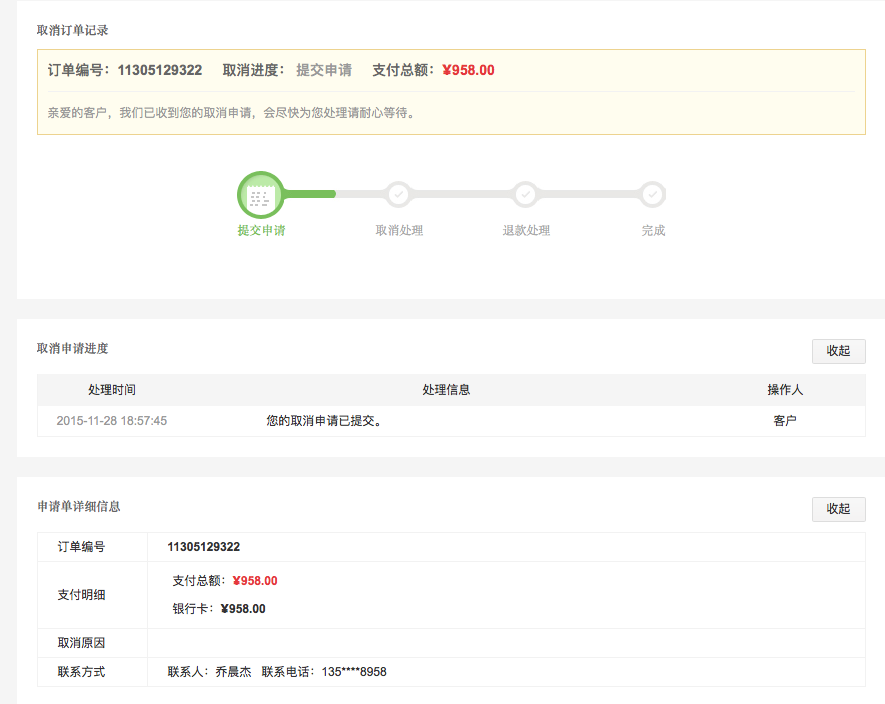 取消订单记录
订单编号：11305129322 取消进度： 提交申请 支付总额：¥958.00
亲爱的客户，我们已收到您的取消申请，会尽快为您处理请耐心等待。
提交申请 取消处理 退款处理 完成
取消申请进度 收起
处理时间 处理信息 操作人
2015-11-28 18:57:45 您的取消申请已提交。 客户
申请单详细信息 收起
订单编号 11305129322
支付总额：¥958.00
支付明细
银行卡：¥958.00
取消原因
联系方式 联系人：乔晨杰 联系电话：135****8958